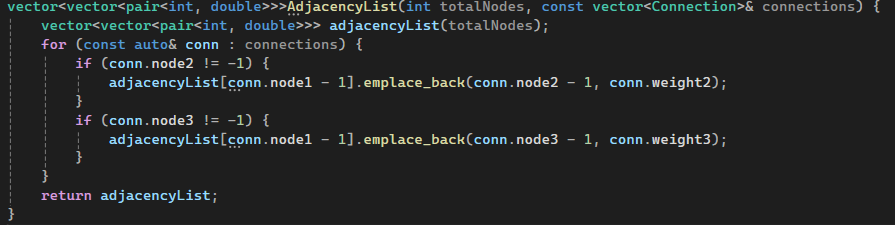 vector<vector<pair<int, double>>>AdjacencyList(int totalNodes, const vector<Connection>& connections) {
    vector<vector<pair<int, double>>> adjacencyList(totalNodes);
    for (const auto& conn : connections) {
        if (conn.node2 != -1) {
            adjacencyList[conn.node1 - 1].emplace_back(conn.node2 - 1, conn.weight2);
        }
        if (conn.node3 != -1) {
            adjacencyList[conn.node1 - 1].emplace_back(conn.node3 - 1, conn.weight3);
        }
    }
    return adjacencyList;
}